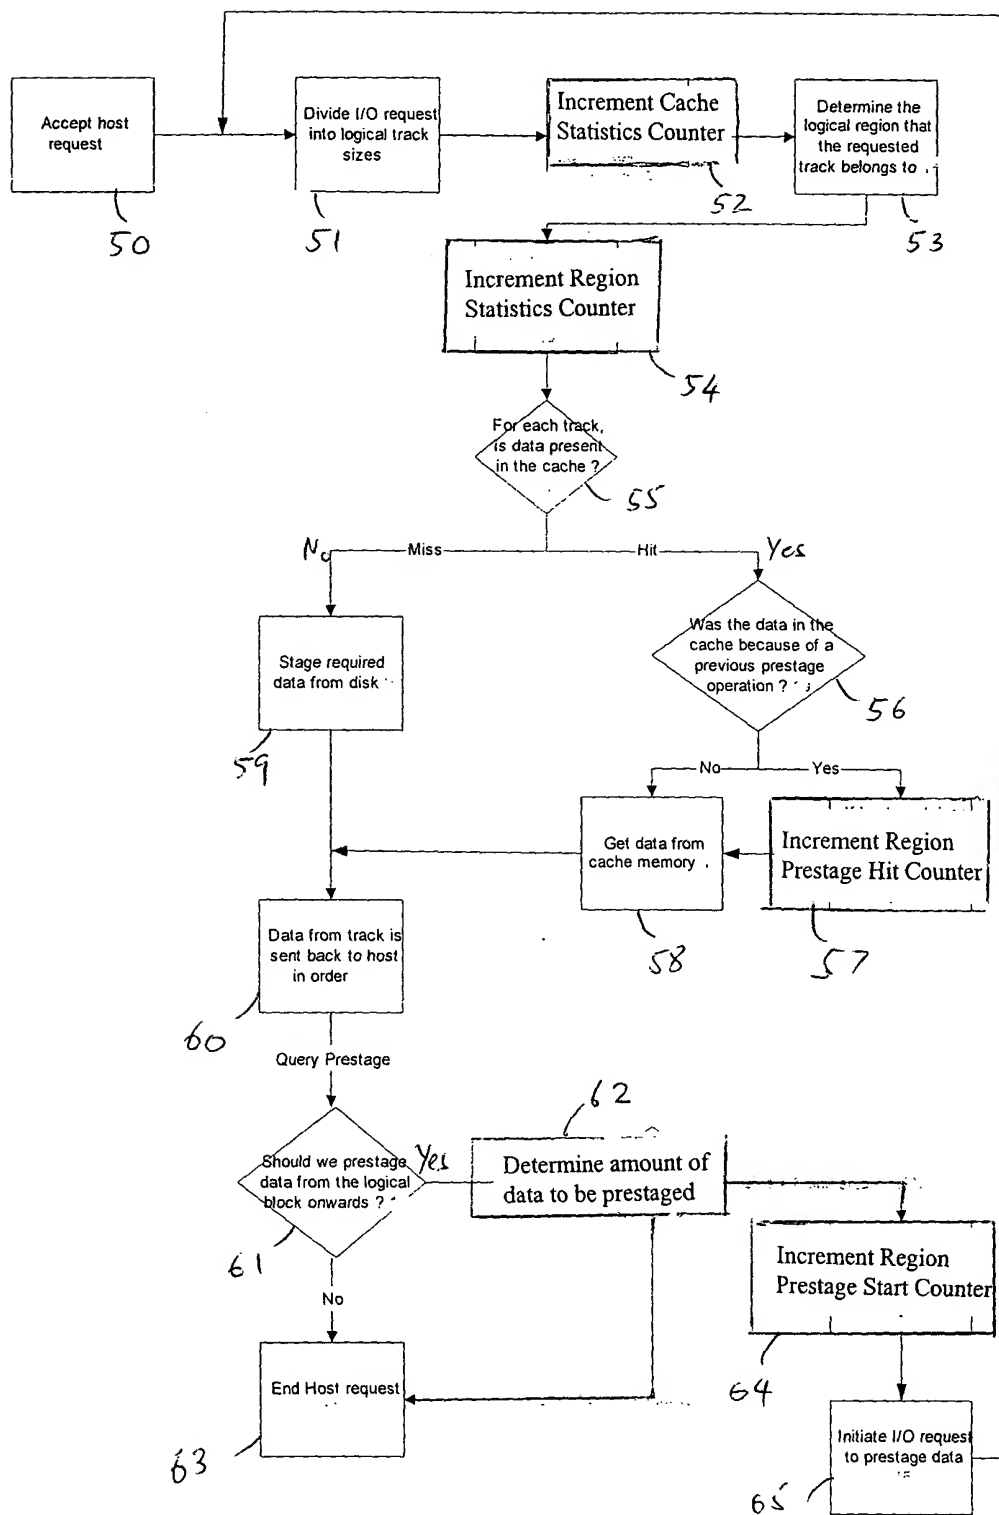 Accept host
request
50
Divide I/O request
into logical track
sizes
51
Increment Cache
Statistics Counter
52
Determine the
logical region that
the requested
track belongs to
53
Increment Region
Statistics Counter
54
For each track,
is data present
in the cache ?
55
No
Miss
Hit
Yes
Stage required
data from disk
59
Was the data in the
cache because of a
previous prestage
operation ?
56
No
Yes
Get data from
cache memory
58
Increment Region
Prestage Hit Counter
57
Data from track is
sent back to host
in order
60
Query Prestage
Should we prestage
data from the logical
block onwards ?
61
Yes
62
Determine amount of
data to be prestaged
Increment Region
Prestage Start Counter
64
No
End Host request
63
Initiate I/O request
to prestage data
65